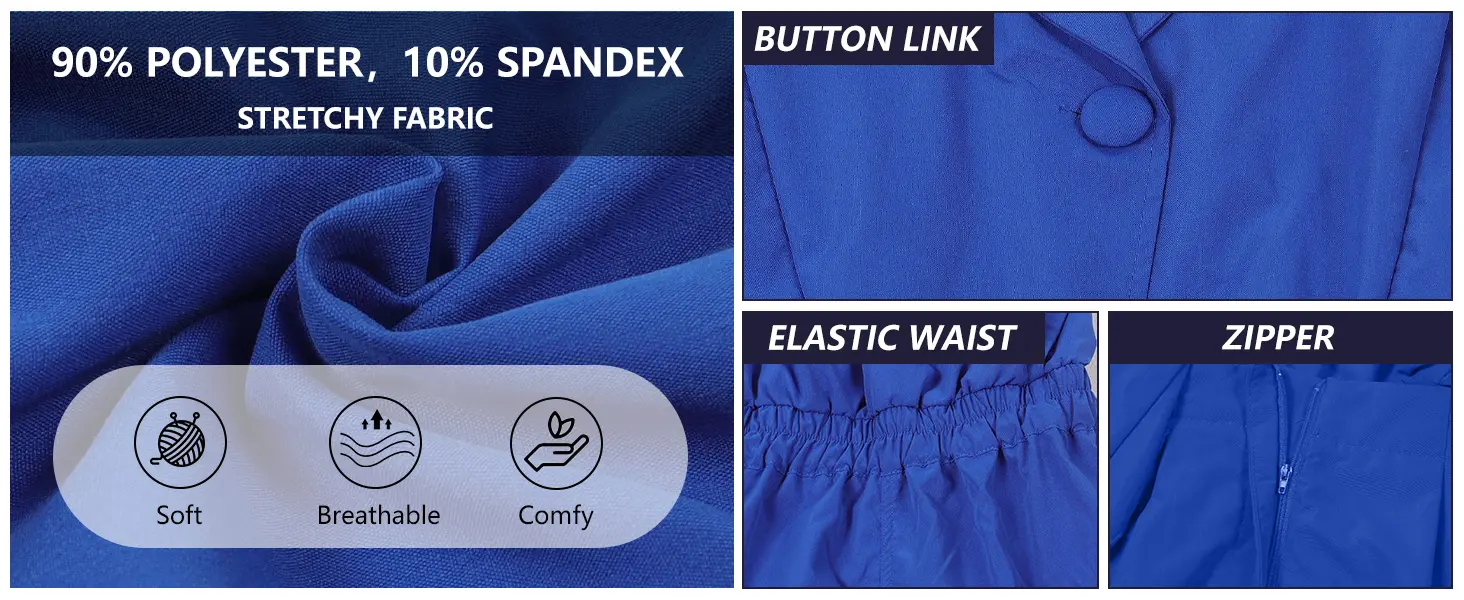 90% POLYESTER, 10% SPANDEX
STRETCHY FABRIC
Soft
Breathable
Comfy
BUTTON LINK
ELASTIC WAIST
ZIPPER